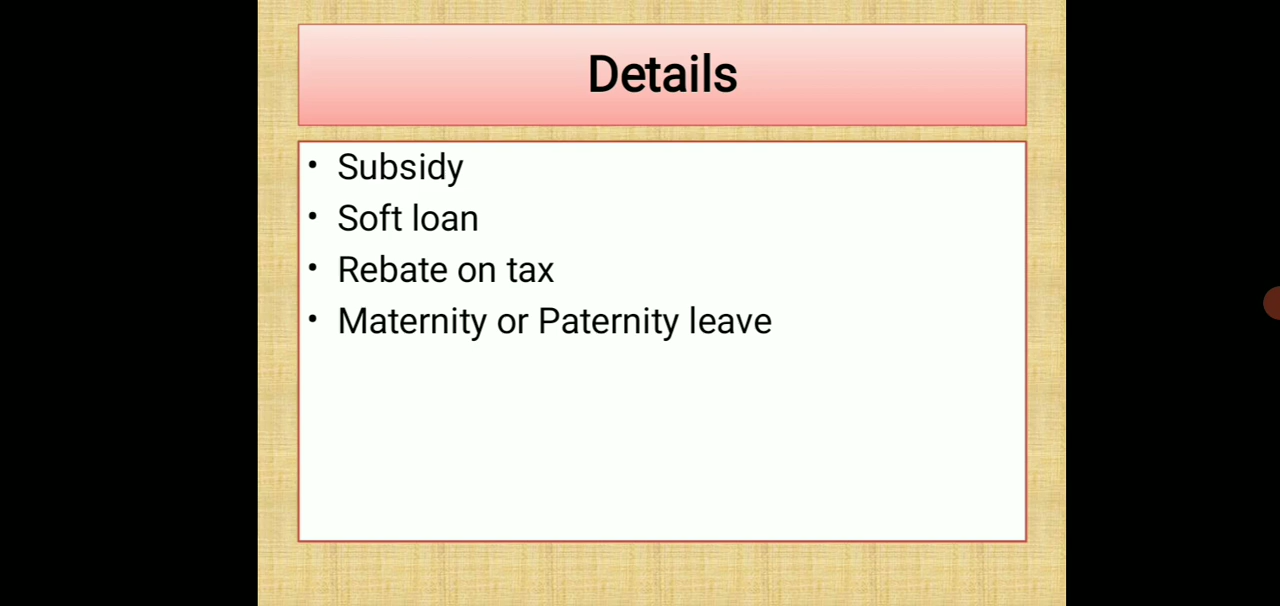 Details
• Subsidy
• Soft loan
• Rebate on tax
• Maternity or Paternity leave